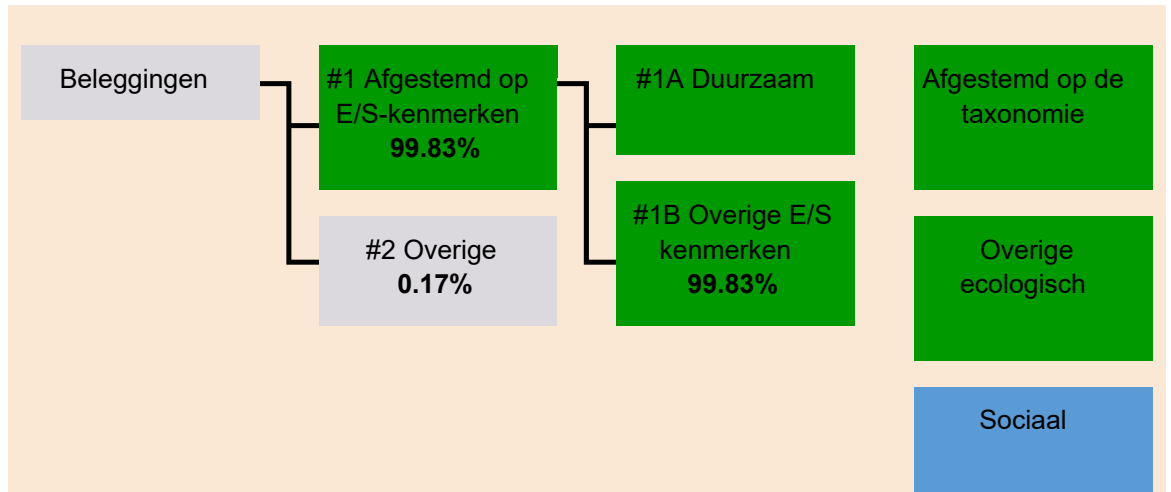 Beleggingen
#1 Afgestemd op
E/S-kenmerken
99.83%
#2 Overige
0.17%
#1A Duurzaam
#1B Overige E/S
kenmerken
99.83%
Afgestemd op de
taxonomie
Overige
ecologisch
Sociaal